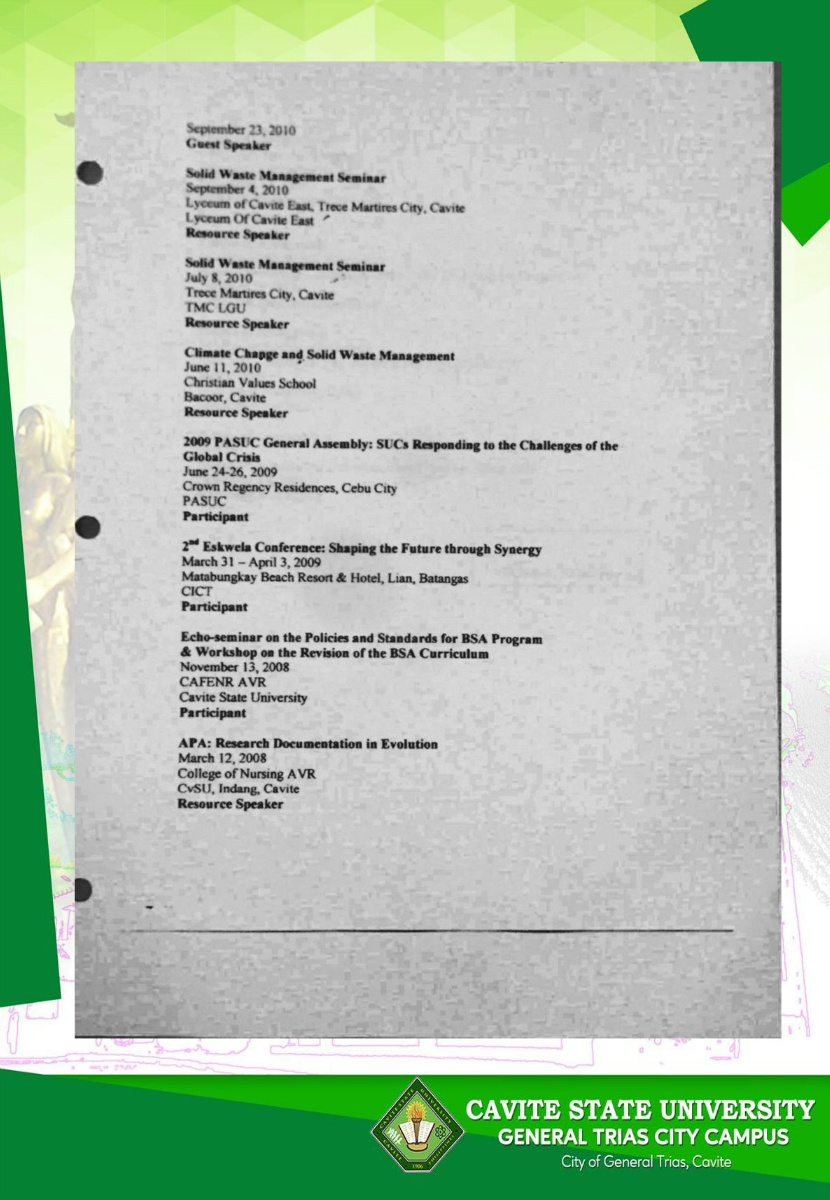 September 23, 2010
Guest Speaker
Solid Waste Management Seminar
September 4, 2010
Lyceum of Cavite East, Trece Martires City, Cavite
Lyceum Of Cavite East
Resource Speaker
Solid Waste Management Seminar
July 8, 2010
Trece Martires City, Cavite
TMC LGU
Resource Speaker
Climate Change and Solid Waste Management
June 11, 2010
Christian Values School
Bacoor, Cavite
Resource Speaker
2009 PASUC General Assembly: SUCs Responding to the Challenges of the
Global Crisis
June 24-26, 2009
Crown Regency Residences, Cebu City
PASUC
Participant
2nd Eskwela Conference: Shaping the Future through Synergy
March 31 – April 3, 2009
Matabungkay Beach Resort & Hotel, Lian, Batangas
CICT
Participant
Echo-seminar on the Policies and Standards for BSA Program
& Workshop on the Revision of the BSA Curriculum
November 13, 2008
CAFENR AVR
Cavite State University
Participant
APA: Research Documentation in Evolution
March 12, 2008
College of Nursing AVR
CvSU, Indang, Cavite
Resource Speaker
CAVITE STATE UNIVERSITY
GENERAL TRIAS CITY CAMPUS
City of General Trias, Cavite
CAVITE STATE UNIVERSITY
CAVITE PHILIPPINES
1906